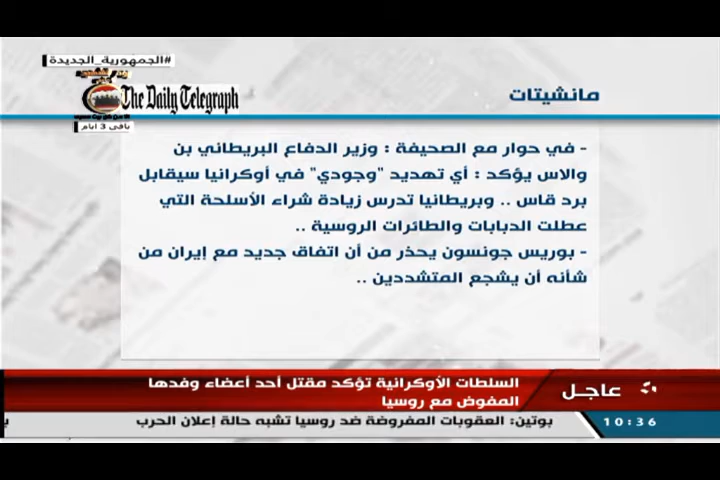 #الجمهورية_الجديدة
The Daily Telegraph
باقى 3 ايام
مانشيتات
- في حوار مع الصحيفة : وزير الدفاع البريطاني بن
والاس يؤكد : أي تهديد "وجودي" في أوكرانيا سيقابل
برد قاس .. وبريطانيا تدرس زيادة شراء الأسلحة التي
عطلت الدبابات والطائرات الروسية ..
- بوريس جونسون يحذر من أن اتفاق جديد مع إيران من
شأنه أن يشجع المتشددين ..
عاجل
السلطات الأوكرانية تؤكد مقتل أحد أعضاء وفدها
المفوض مع روسيا
10:36
بوتين: العقوبات المفروضة ضد روسيا تشبه حالة إعلان الحرب